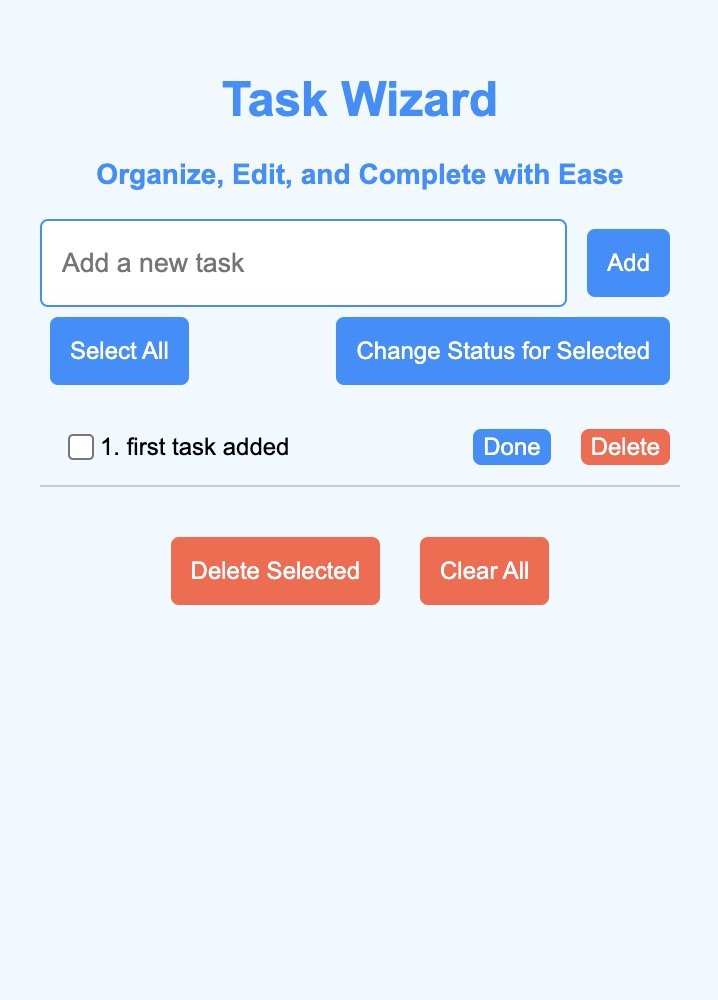 Task Wizard
Organize, Edit, and Complete with Ease
Add a new task Add
Select All Change Status for Selected
1. first task added Done Delete
Delete Selected Clear All